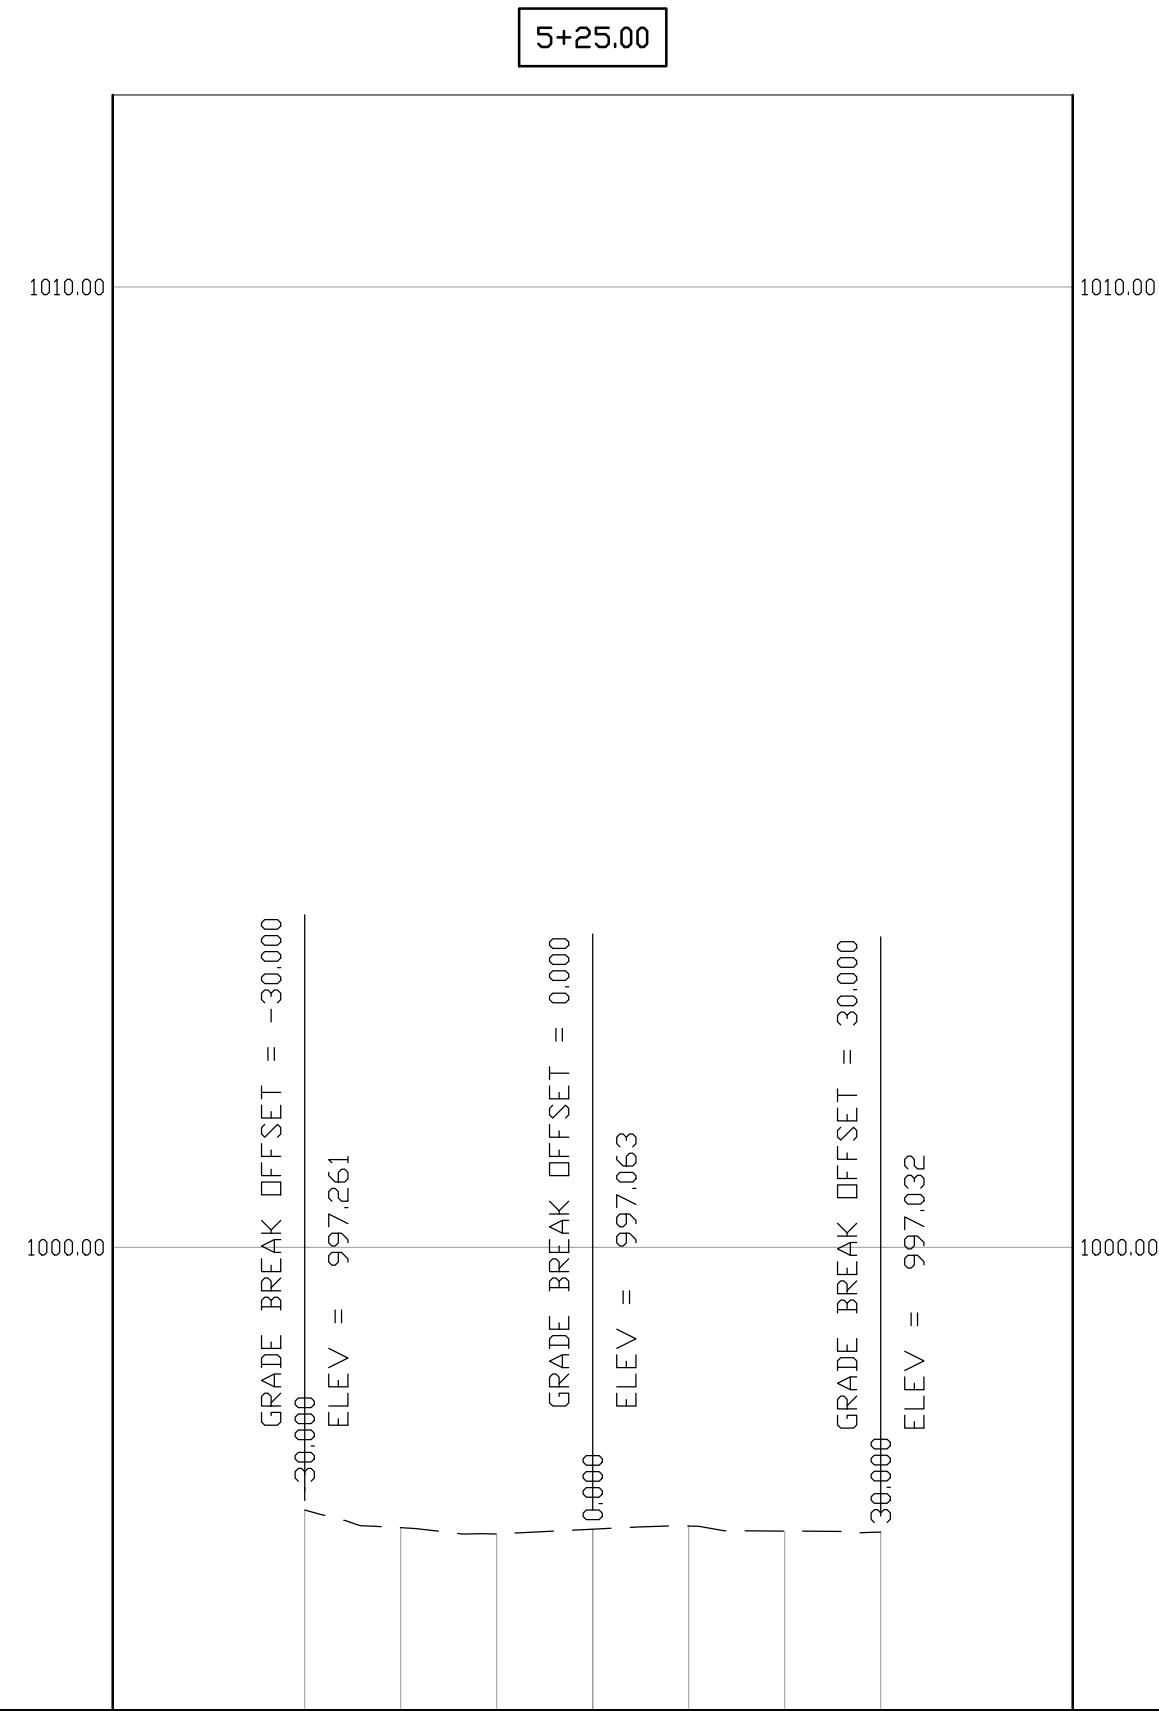 5+25.00
1010.00
1010.00
GRADE BREAK OFFSET = -30.000
ELEV = 997.261
GRADE BREAK OFFSET = 0.000
ELEV = 997.063
GRADE BREAK OFFSET = 30.000
ELEV = 997.032
1000.00
1000.00
-30.000
0.000
30.000